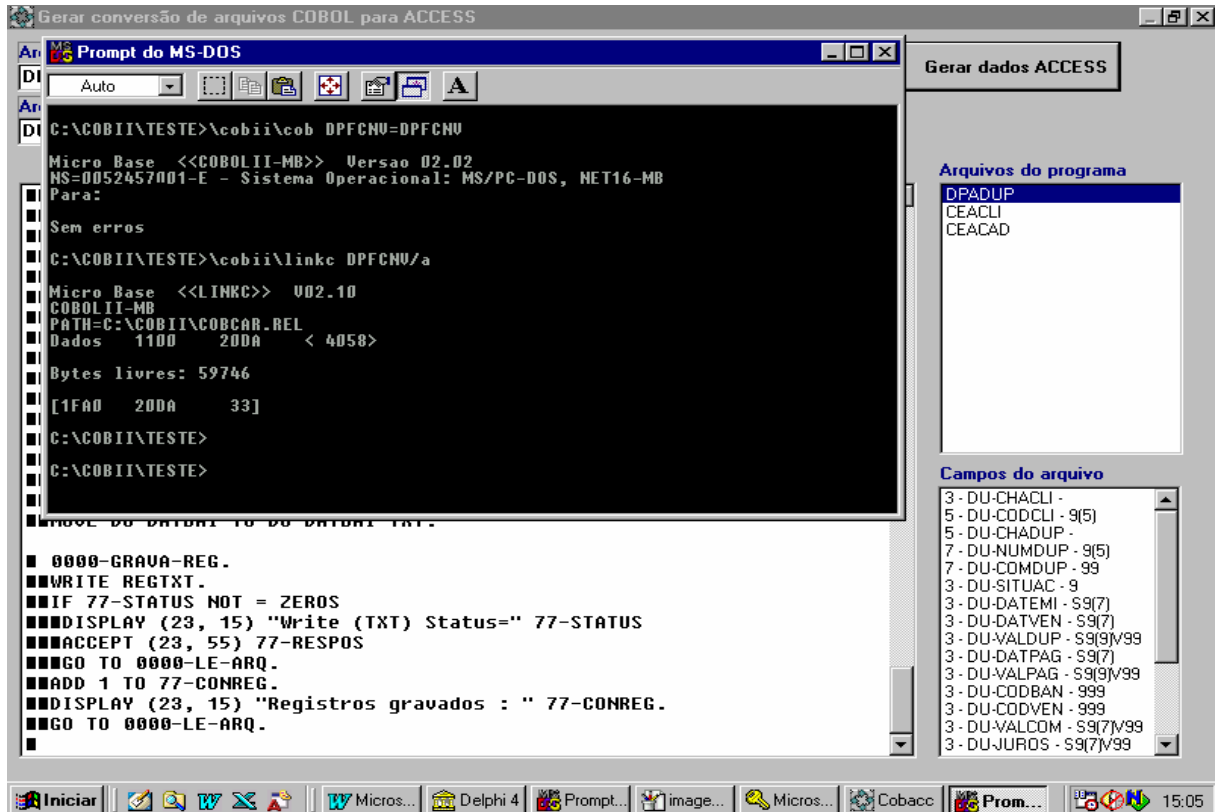 Gerar conversão de arquivos COBOL para ACCESS
Prompt do MS-DOS
Auto
A
Gerar dados ACCESS
C:\COBII\TESTE>\cobii\cob DPFCNV=DPFCNV
Micro Base <<COBOLII-MB>> Versao 02.02
NS=0052457001-E - Sistema Operacional: MS/PC-DOS, NET16-MB
Para:
Sem erros
C:\COBII\TESTE>\cobii\linkc DPFCNV/a
Micro Base <<LINKC>> V02.10
COBOLII-MB
PATH=C:\COBII\COBCAR.REL
Dados 1100 20DA < 4058>
Bytes livres: 59746
[1FA0 20DA 33]
C:\COBII\TESTE>
C:\COBII\TESTE>
0000-GRAVA-REG.
WRITE REGTXT.
IF 77-STATUS NOT = ZEROS
DISPLAY (23, 15) "Write (TXT) Status=" 77-STATUS
ACCEPT (23, 55) 77-RESPOS
GO TO 0000-LE-ARQ.
ADD 1 TO 77-CONREG.
DISPLAY (23, 15) "Registros gravados : " 77-CONREG.
GO TO 0000-LE-ARQ.
Arquivos do programa
DPADUP
CEACLI
CEACAD
Campos do arquivo
3 - DU-CHACLI -
5 - DU-CODCLI - 9(5)
5 - DU-CHADUP -
7 - DU-NUMDUP - 9(5)
7 - DU-COMDUP - 99
3 - DU-SITUAC - 9
3 - DU-DATEMI - S9(7)
3 - DU-DATVEN - S9(7)
3 - DU-VALDUP - S9(9)V99
3 - DU-DATPAG - S9(7)
3 - DU-VALPAG - S9(9)V99
3 - DU-CODBAN - 999
3 - DU-CODVEN - 999
3 - DU-VALCOM - S9(7)V99
3 - DU-JUROS - S9(7)V99
Iniciar
Micros...
Delphi 4
Prompt...
image...
Micros...
Cobacc
Prom...
15:05